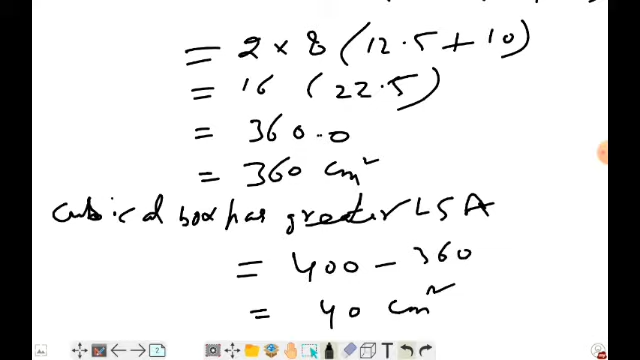 = 2 × 8 (12.5 + 10)
= 16 (22.5)
= 360.0
= 360 cm²
Cubical box has greater LSA
= 400 - 360
= 40 cm²